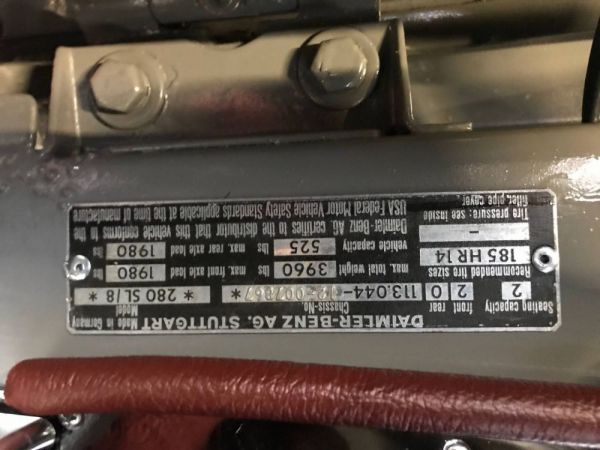 DAIMLER-BENZ AG. STUTTGART Made in Germany
Seating capacity
2 front rear 2 0
Chassis-No.
113.044-12-007867
Model
* 280 SL/8 *
Recommended tire sizes
185 HR 14
max. total weight 3960 lbs
max. front axle load 1980
Tire pressure: see inside
filler pipe cover
-
vehicle capacity 525 lbs
max. rear axle load 1980
Daimler-Benz AG certifies to the distributor that this vehicle conforms to the
USA Federal Motor Vehicle Safety Standards applicable at the time of manufacture